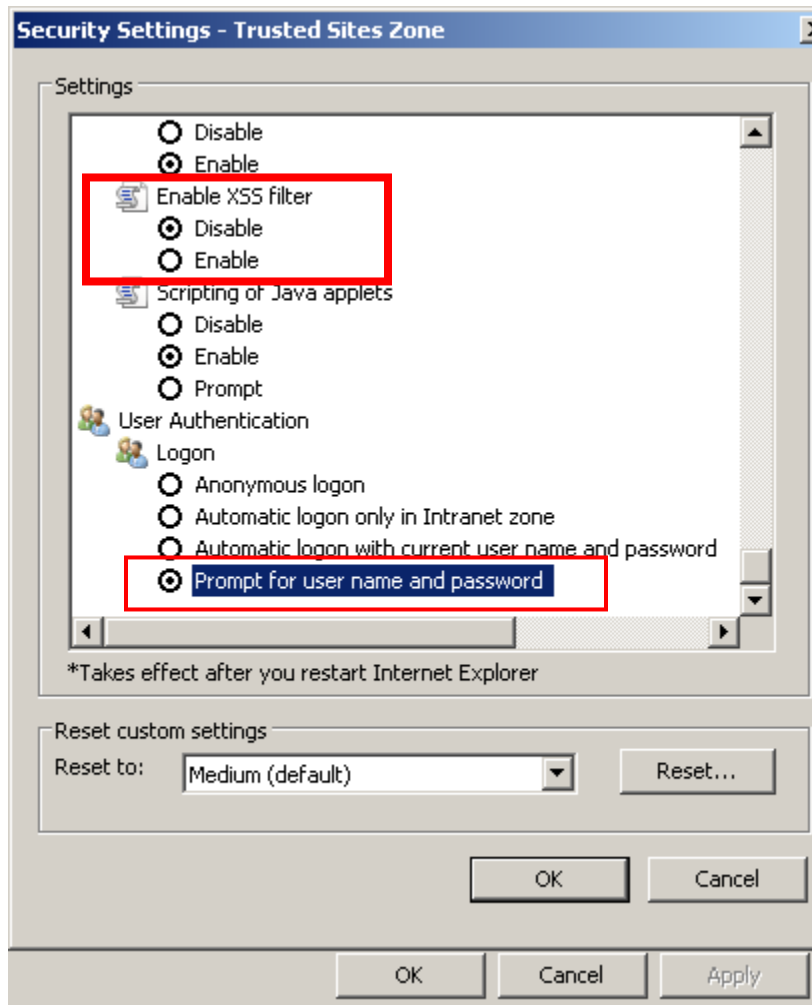 Security Settings - Trusted Sites Zone
Settings
Disable
Enable
Enable XSS filter
Disable
Enable
Scripting of Java applets
Disable
Enable
Prompt
User Authentication
Logon
Anonymous logon
Automatic logon only in Intranet zone
Automatic logon with current user name and password
Prompt for user name and password
*Takes effect after you restart Internet Explorer
Reset custom settings
Reset to: Medium (default) Reset...
OK Cancel
OK Cancel Apply